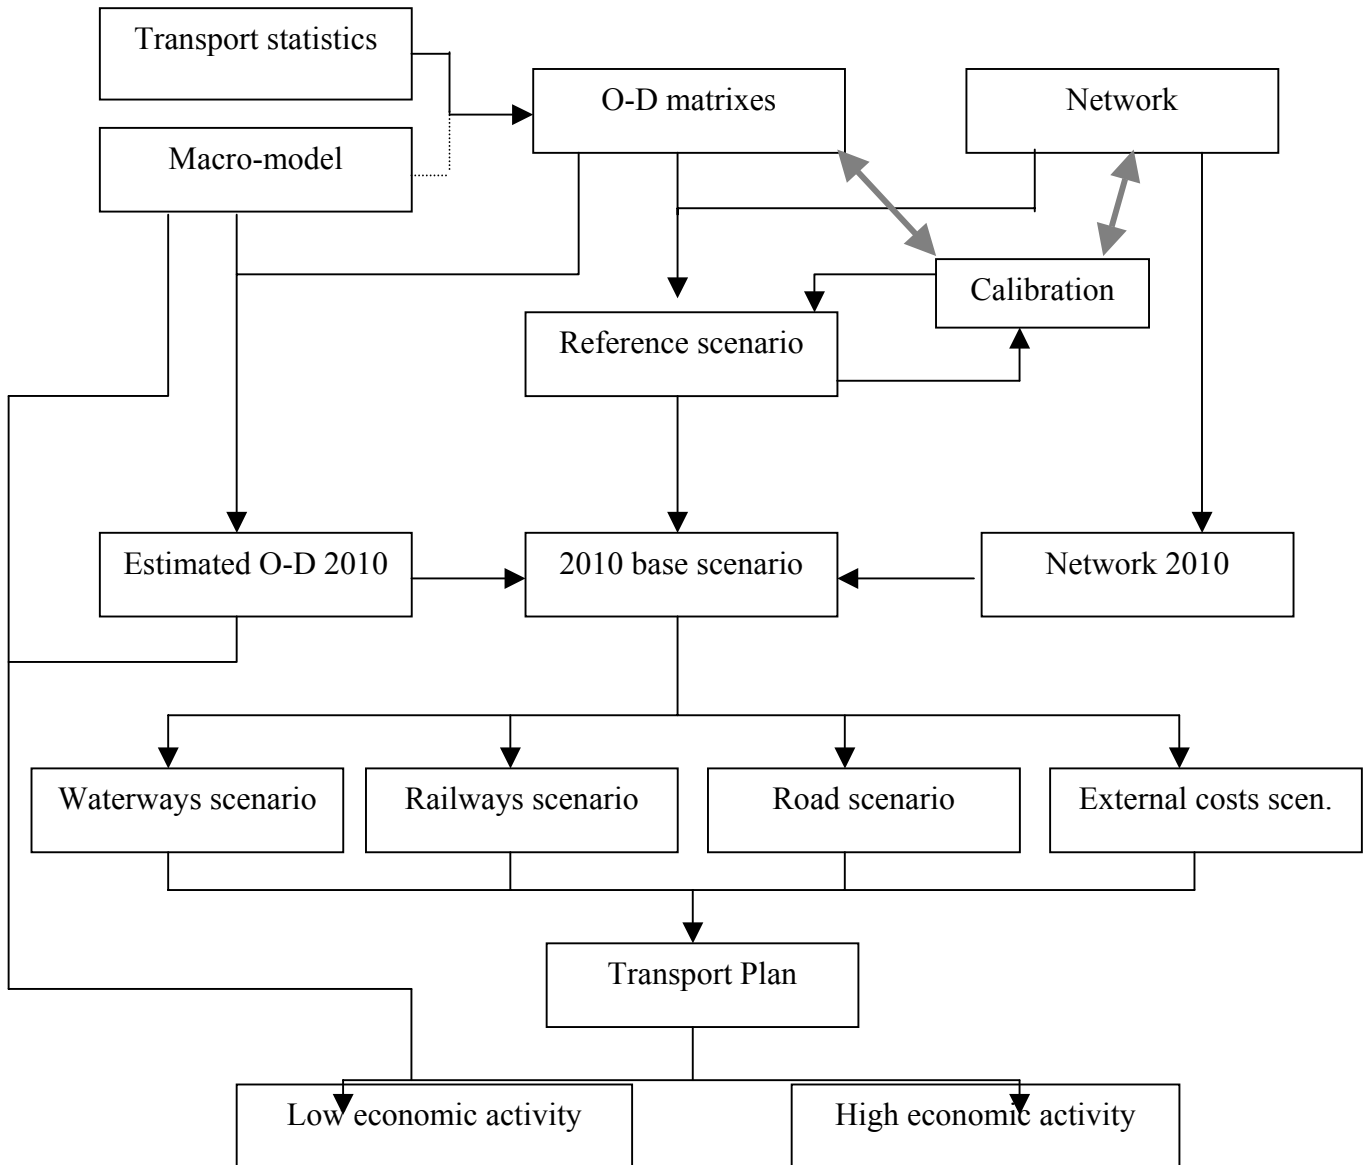 Transport statistics
O-D matrixes
Network
Macro-model
Calibration
Reference scenario
Estimated O-D 2010
2010 base scenario
Network 2010
Waterways scenario
Railways scenario
Road scenario
External costs scen.
Transport Plan
Low economic activity
High economic activity